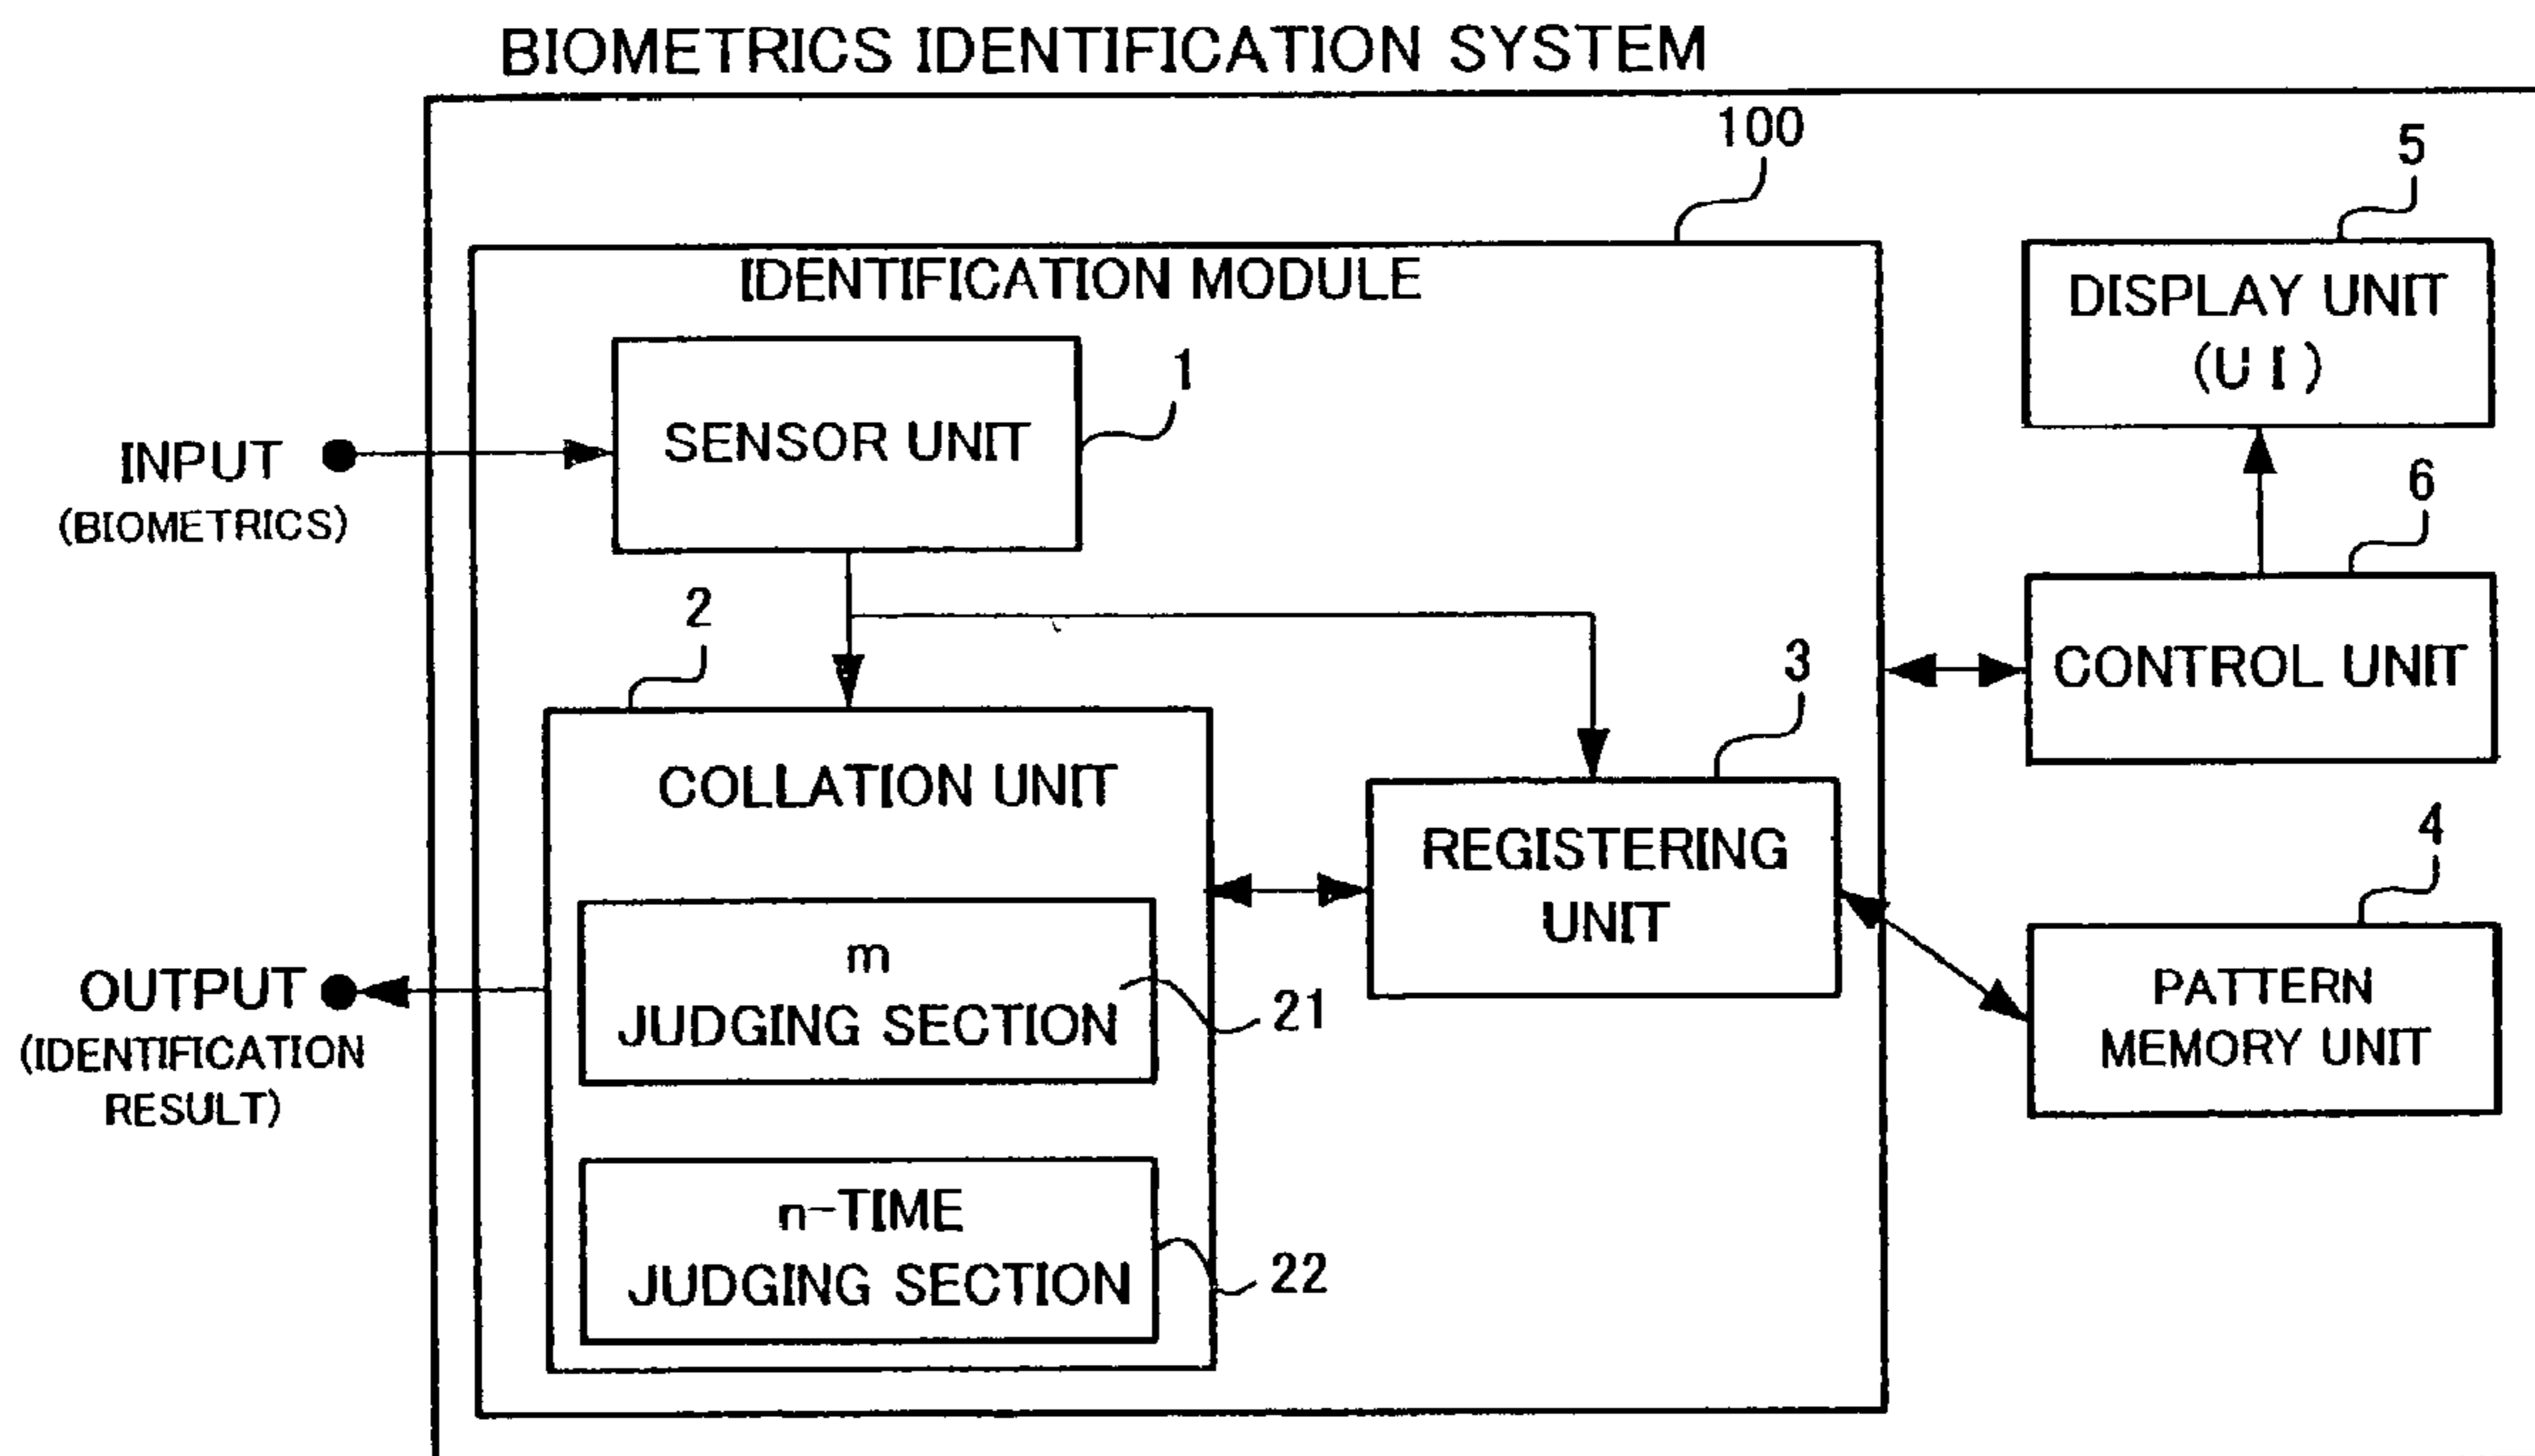 BIOMETRICS IDENTIFICATION SYSTEM
100
5
IDENTIFICATION MODULE
DISPLAY UNIT
(UI)
1
SENSOR UNIT
INPUT
(BIOMETRICS)
6
2
CONTROL UNIT
3
COLLATION UNIT
4
REGISTERING
UNIT
m
JUDGING SECTION
21
OUTPUT
(IDENTIFICATION
RESULT)
PATTERN
MEMORY UNIT
n-TIME
JUDGING SECTION
22